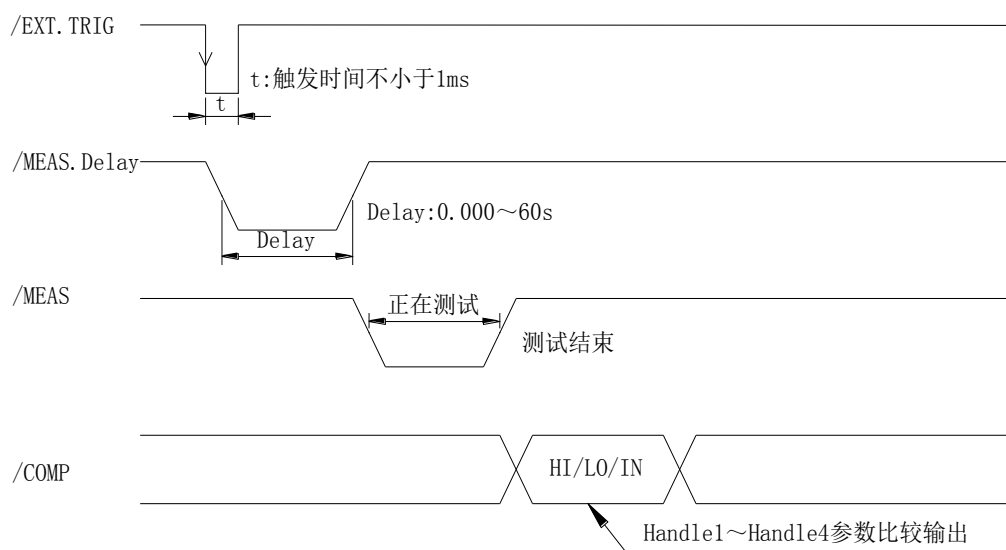 /EXT.TRIG
t:触发时间不小于1ms
t
/MEAS.Delay
Delay:0.000～60s
Delay
/MEAS
正在测试
测试结束
/COMP
HI/LO/IN
Handle1～Handle4参数比较输出